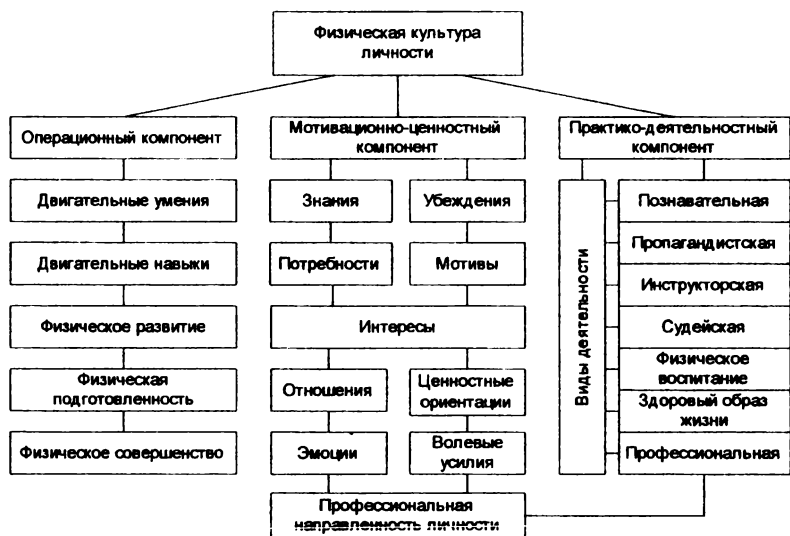 Физическая культура
личности
Операционный компонент
Двигательные умения
Двигательные навыки
Физическое развитие
Физическая
подготовленность
Физическое совершенство
Мотивационно-ценностный
компонент
Знания
Убеждения
Потребности
Мотивы
Интересы
Отношения
Ценностные
ориентации
Эмоции
Волевые
усилия
Профессиональная
направленность личности
Практико-деятельностный
компонент
Виды деятельности
Познавательная
Пропагандистская
Инструкторская
Судейская
Физическое
воспитание
Здоровый образ
жизни
Профессиональная